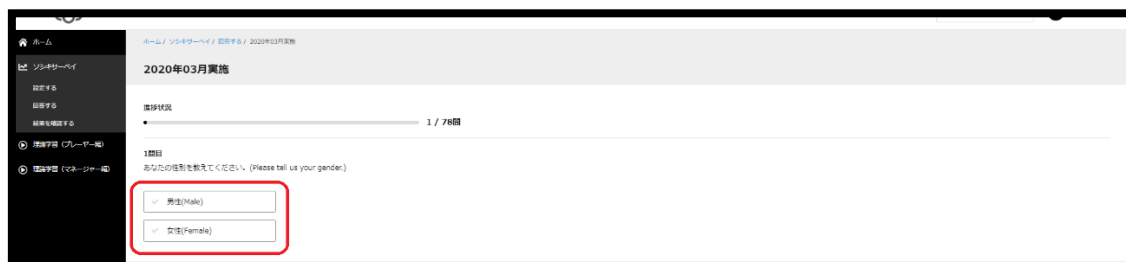 ホーム
ホーム / ソシキサーベイ / 回答する / 2020年03月実施
ソシキサーベイ
2020年03月実施
設定する
回答する
結果を確認する
進捗状況
1 / 78問
理論学習 (プレーヤー編)
理論学習 (マネージャー編)
1問目
あなたの性別を教えてください。(Please tell us your gender.)
男性(Male)
女性(Female)